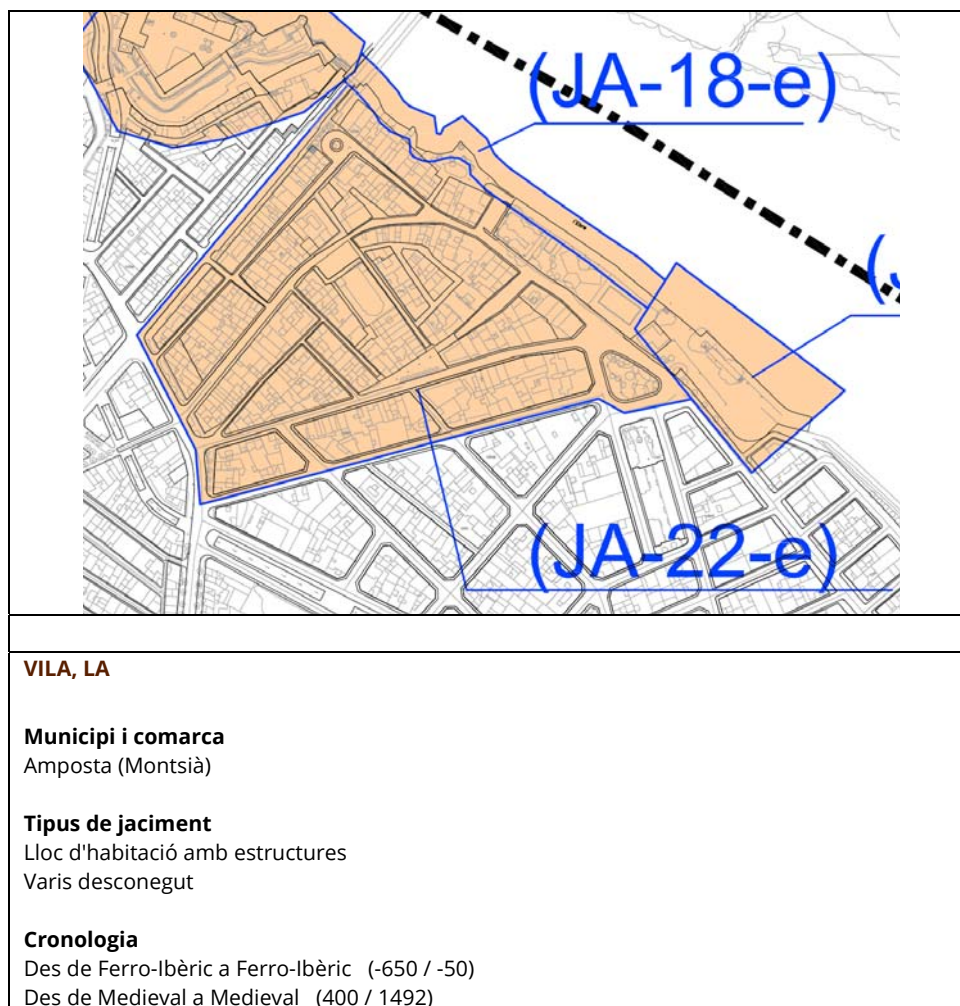 (JA-18-e)
(JA-22-e)
VILA, LA
Municipi i comarca
Amposta (Montsià)
Tipus de jaciment
Lloc d'habitació amb estructures
Varis desconegut
Cronologia
Des de Ferro-Ibèric a Ferro-Ibèric (-650 / -50)
Des de Medieval a Medieval (400 / 1492)